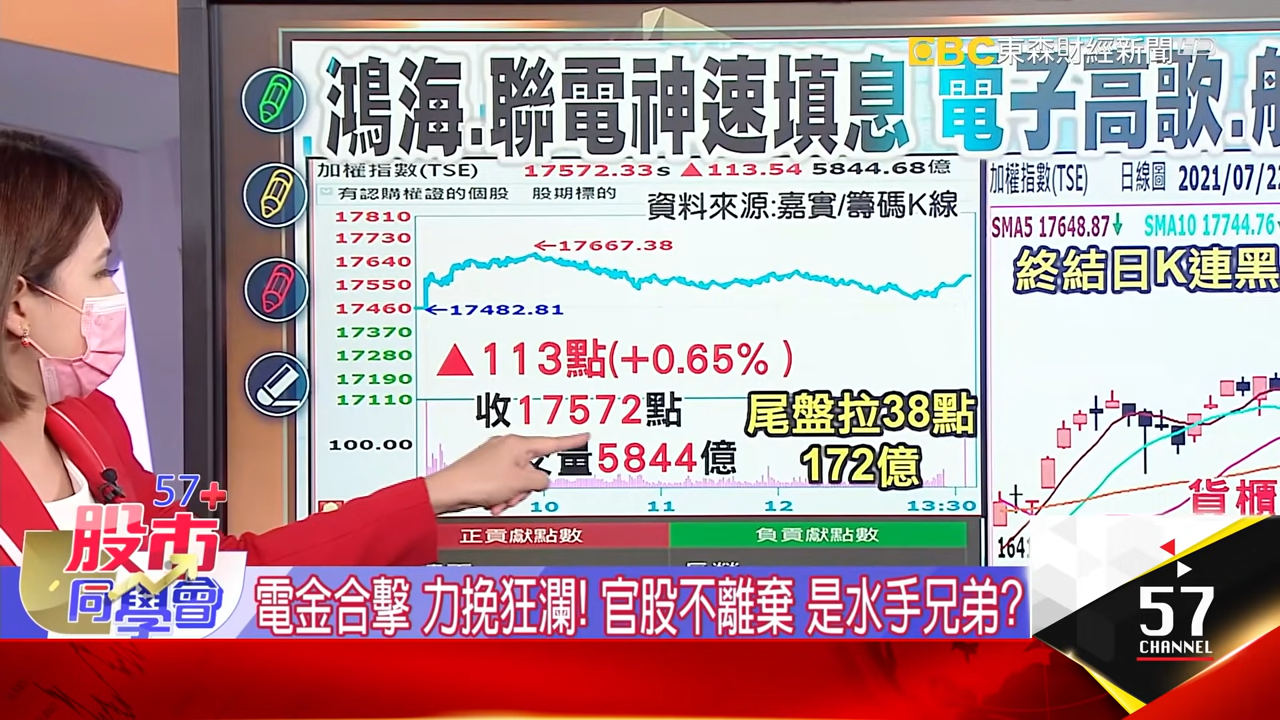 EBC 東森財經新聞
鴻海.聯電神速填息 電子高歌.航
加權指數(TSE) 17572.33s ▲113.54 5844.68億
有認購權證的個股 股期標的
資料來源:嘉實/籌碼K線
17810
17730
17640
17550
17460
17370
17280
17190
17110
100.00
←17667.38
←17482.81
▲113點(+0.65% )
收17572點
量5844億
尾盤拉38點
172億
10 11 12 13:30
正貢獻點數 負貢獻點數
加權指數(TSE) 日線圖 2021/07/22
SMA5 17648.87↓ SMA10 17744.76
終結日K連黑
貨櫃
1641
57+
股市
同學會
電金合擊 力挽狂瀾! 官股不離棄 是水手兄弟?
57
CHANNEL